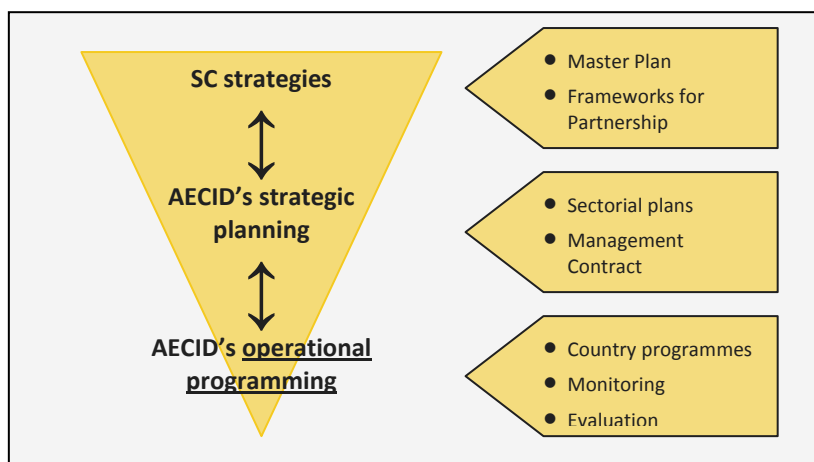 SC strategies
● Master Plan
● Frameworks for
Partnership
AECID's strategic
planning
● Sectorial plans
● Management
Contract
AECID's operational
programming
● Country programmes
● Monitoring
● Evaluation